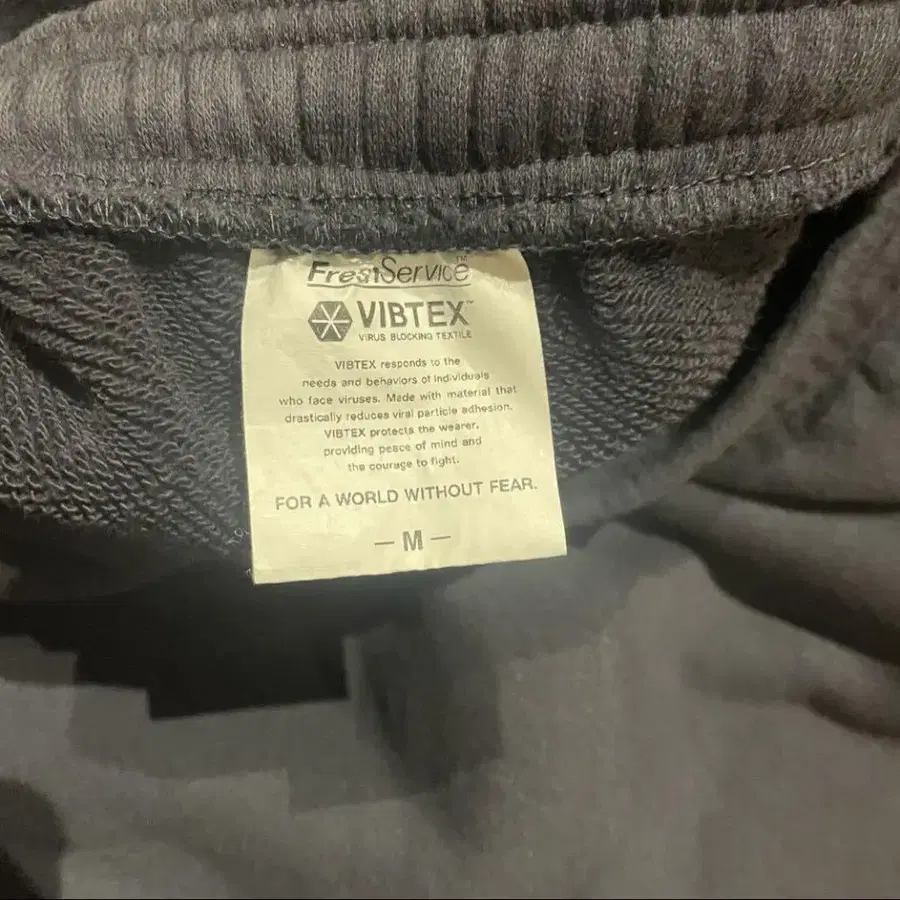 FreshService™
VIBTEX™
VIRUS BLOCKING TEXTILE
VIBTEX responds to the
needs and behaviors of individuals
who face viruses. Made with material that
drastically reduces viral particle adhesion.
VIBTEX protects the wearer,
providing peace of mind and
the courage to fight.
FOR A WORLD WITHOUT FEAR.
— M —